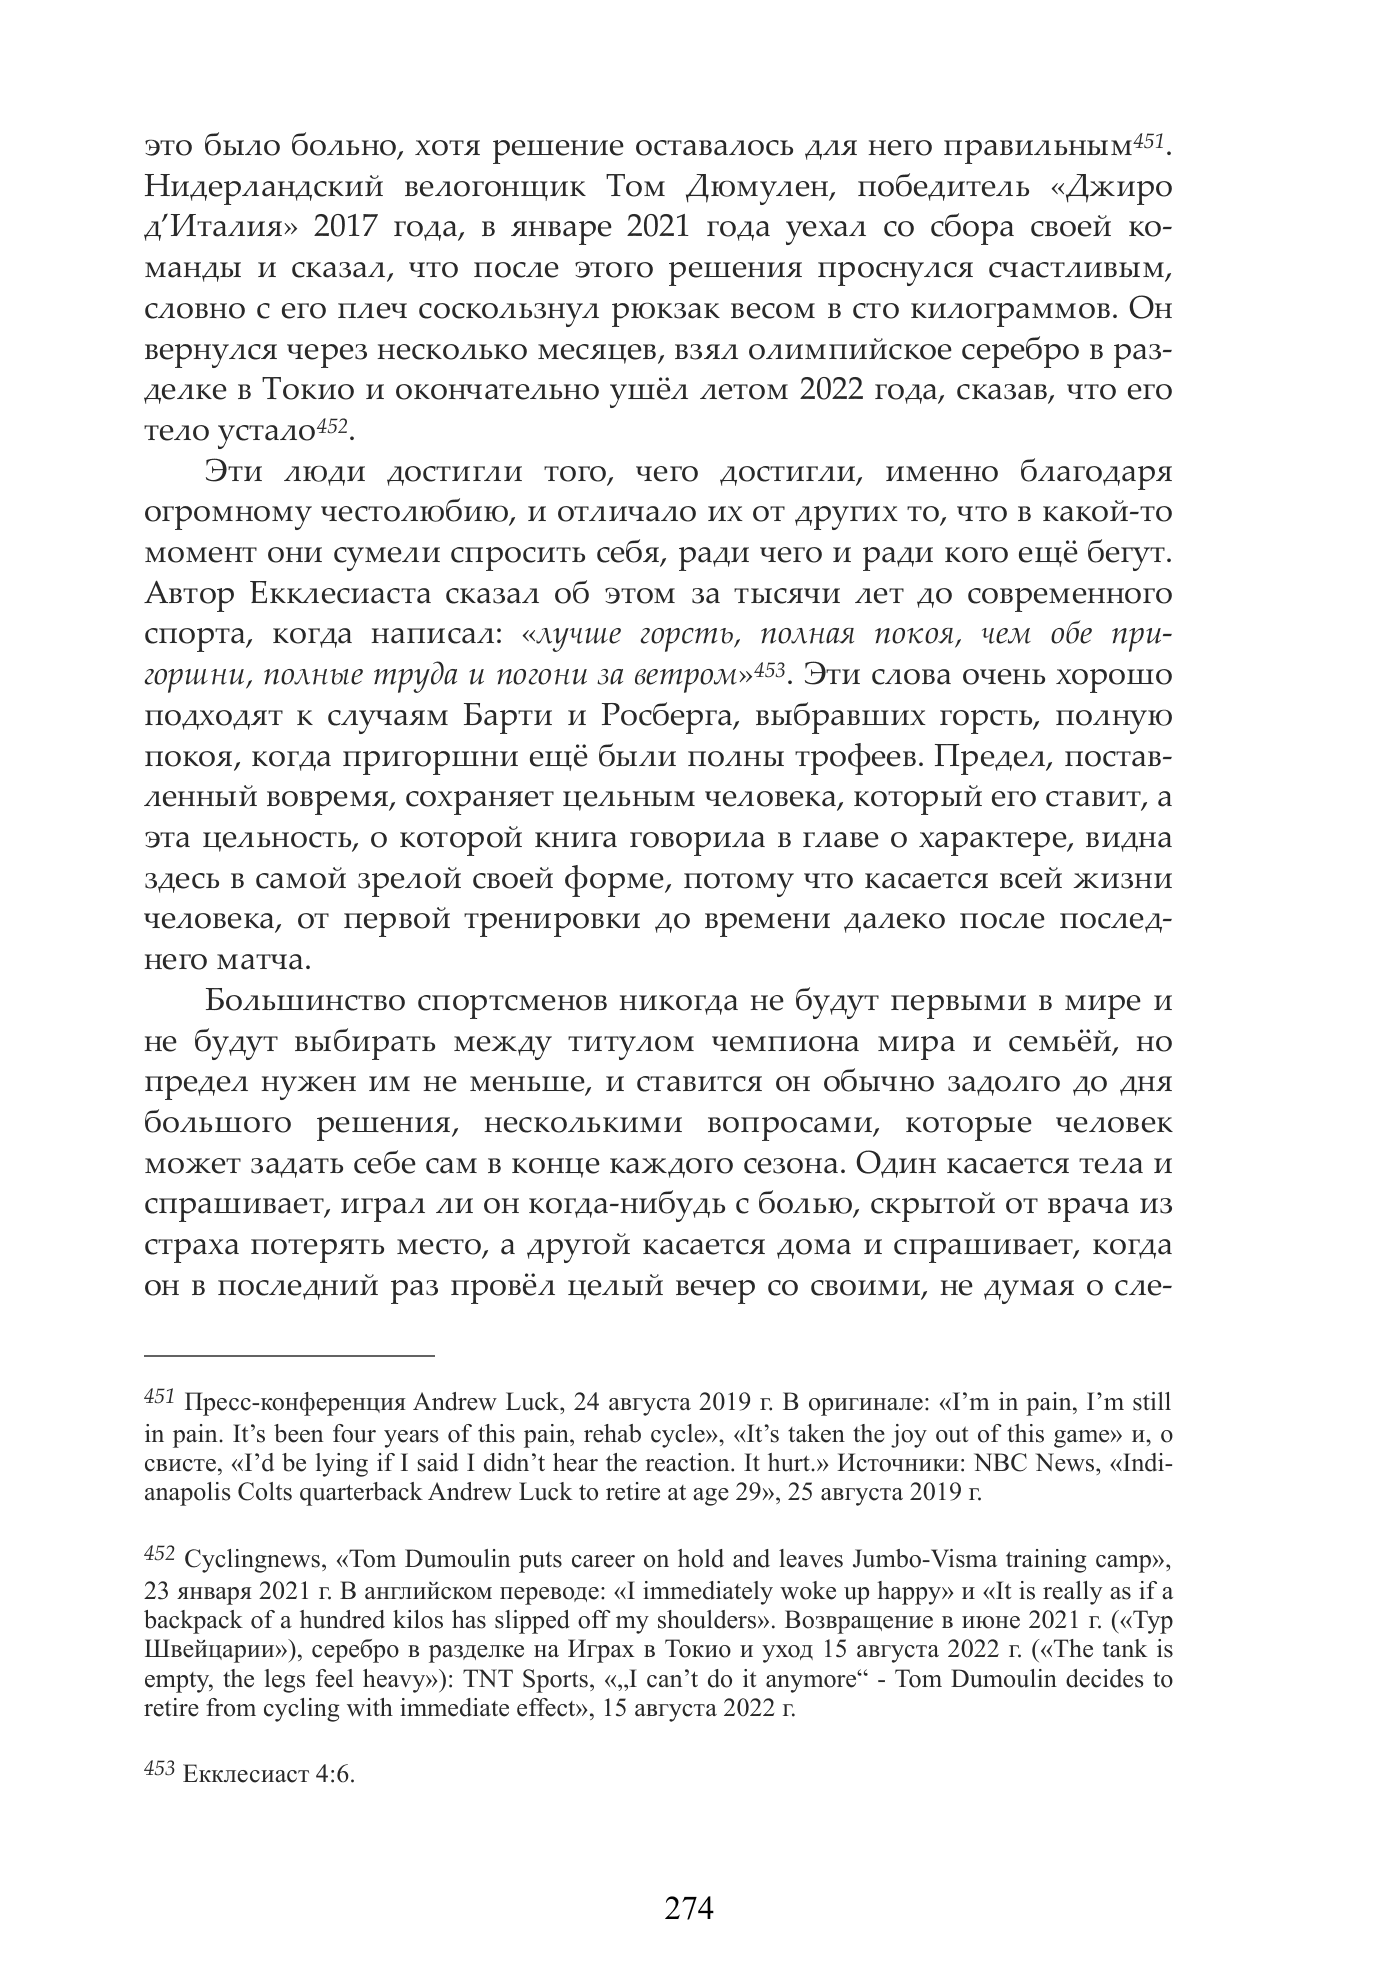 это было больно, хотя решение оставалось для него правильным451.
Нидерландский велогонщик Том Дюмулен, победитель «Джиро
д’Италия» 2017 года, в январе 2021 года уехал со сбора своей ко-
манды и сказал, что после этого решения проснулся счастливым,
словно с его плеч соскользнул рюкзак весом в сто килограммов. Он
вернулся через несколько месяцев, взял олимпийское серебро в раз-
делке в Токио и окончательно ушёл летом 2022 года, сказав, что его
тело устало452.
Эти люди достигли того, чего достигли, именно благодаря
огромному честолюбию, и отличало их от других то, что в какой-то
момент они сумели спросить себя, ради чего и ради кого ещё бегут.
Автор Екклесиаста сказал об этом за тысячи лет до современного
спорта, когда написал: «лучше горсть, полная покоя, чем обе при-
горшни, полные труда и погони за ветром»453. Эти слова очень хорошо
подходят к случаям Барти и Росберга, выбравших горсть, полную
покоя, когда пригоршни ещё были полны трофеев. Предел, постав-
ленный вовремя, сохраняет цельным человека, который его ставит, а
эта цельность, о которой книга говорила в главе о характере, видна
здесь в самой зрелой своей форме, потому что касается всей жизни
человека, от первой тренировки до времени далеко после послед-
него матча.
Большинство спортсменов никогда не будут первыми в мире и
не будут выбирать между титулом чемпиона мира и семьёй, но
предел нужен им не меньше, и ставится он обычно задолго до дня
большого решения, несколькими вопросами, которые человек
может задать себе сам в конце каждого сезона. Один касается тела и
спрашивает, играл ли он когда-нибудь с болью, скрытой от врача из
страха потерять место, а другой касается дома и спрашивает, когда
он в последний раз провёл целый вечер со своими, не думая о сле-
451 Пресс-конференция Andrew Luck, 24 августа 2019 г. В оригинале: «I’m in pain, I’m still
in pain. It’s been four years of this pain, rehab cycle», «It’s taken the joy out of this game» и, о
свисте, «I’d be lying if I said I didn’t hear the reaction. It hurt.» Источники: NBC News, «Indi-
anapolis Colts quarterback Andrew Luck to retire at age 29», 25 августа 2019 г.
452 Cyclingnews, «Tom Dumoulin puts career on hold and leaves Jumbo-Visma training camp»,
23 января 2021 г. В английском переводе: «I immediately woke up happy» и «It is really as if a
backpack of a hundred kilos has slipped off my shoulders». Возвращение в июне 2021 г. («Тур
Швейцарии»), серебро в разделке на Играх в Токио и уход 15 августа 2022 г. («The tank is
empty, the legs feel heavy»): TNT Sports, «„I can’t do it anymore“ - Tom Dumoulin decides to
retire from cycling with immediate effect», 15 августа 2022 г.
453 Екклесиаст 4:6.
274